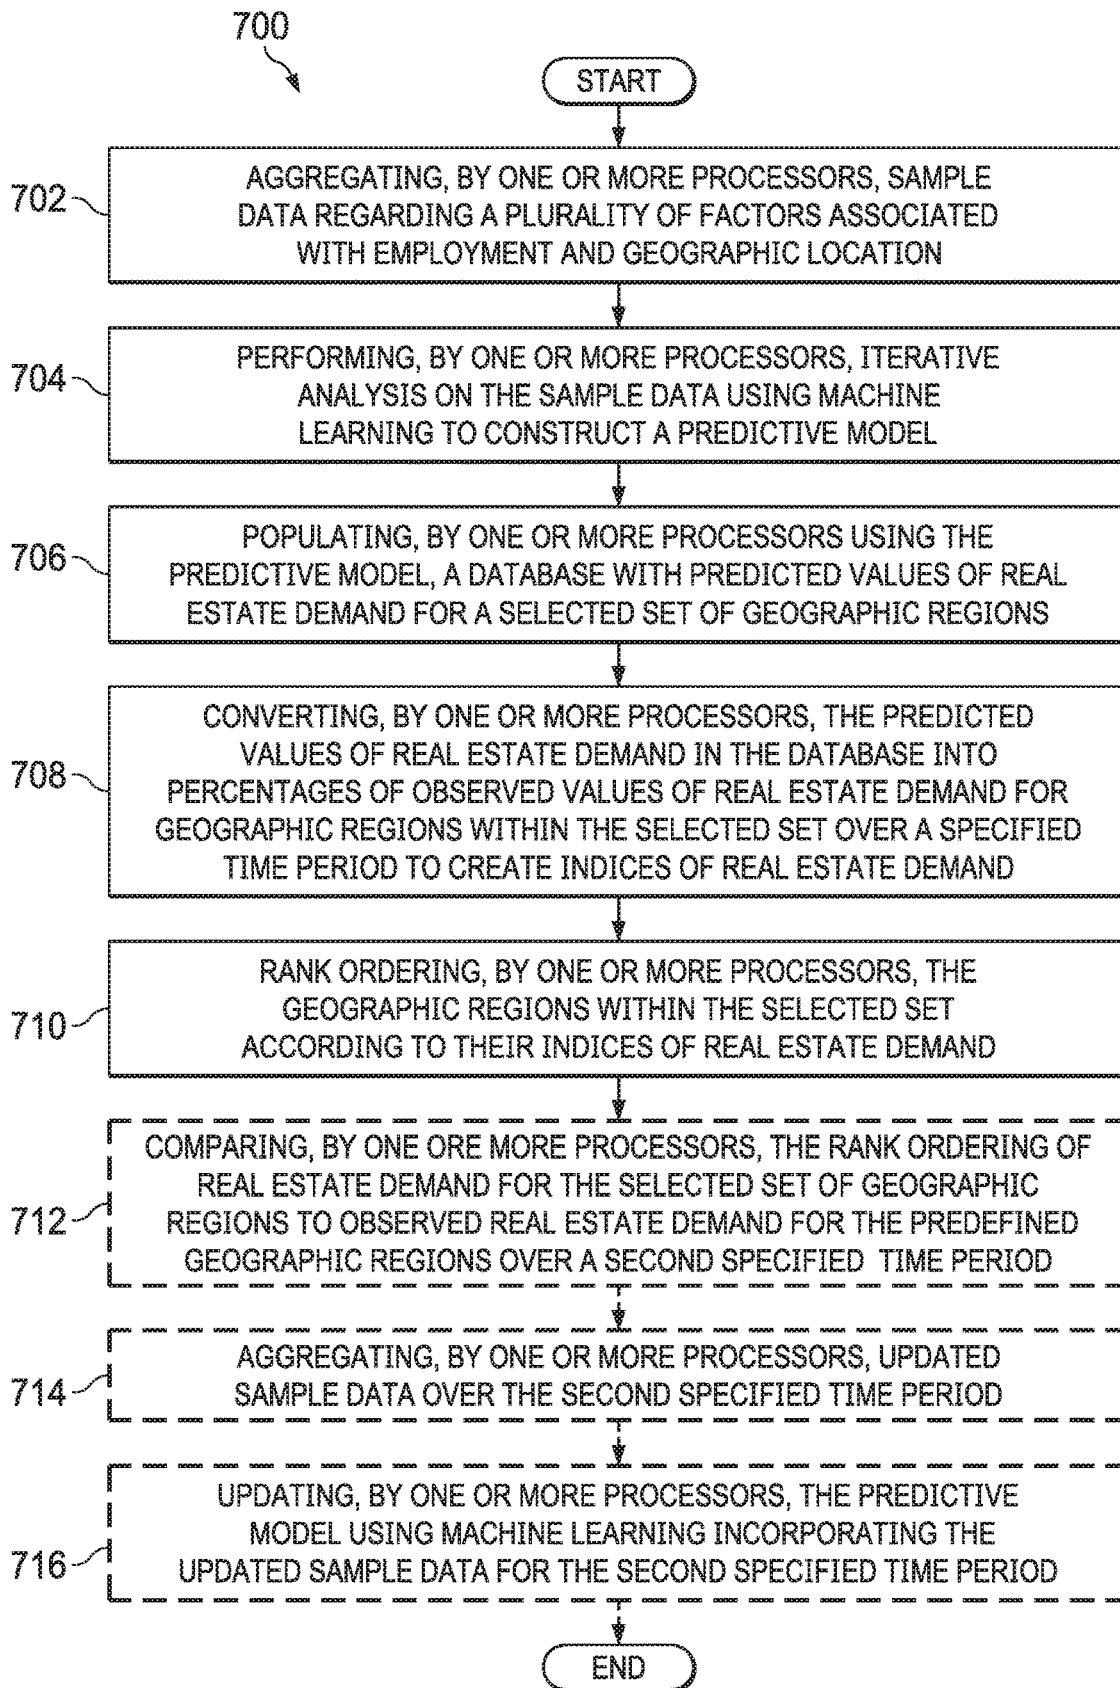 700
START
702
AGGREGATING, BY ONE OR MORE PROCESSORS, SAMPLE
DATA REGARDING A PLURALITY OF FACTORS ASSOCIATED
WITH EMPLOYMENT AND GEOGRAPHIC LOCATION
704
PERFORMING, BY ONE OR MORE PROCESSORS, ITERATIVE
ANALYSIS ON THE SAMPLE DATA USING MACHINE
LEARNING TO CONSTRUCT A PREDICTIVE MODEL
706
POPULATING, BY ONE OR MORE PROCESSORS USING THE
PREDICTIVE MODEL, A DATABASE WITH PREDICTED VALUES OF REAL
ESTATE DEMAND FOR A SELECTED SET OF GEOGRAPHIC REGIONS
708
CONVERTING, BY ONE OR MORE PROCESSORS, THE PREDICTED
VALUES OF REAL ESTATE DEMAND IN THE DATABASE INTO
PERCENTAGES OF OBSERVED VALUES OF REAL ESTATE DEMAND FOR
GEOGRAPHIC REGIONS WITHIN THE SELECTED SET OVER A SPECIFIED
TIME PERIOD TO CREATE INDICES OF REAL ESTATE DEMAND
710
RANK ORDERING, BY ONE OR MORE PROCESSORS, THE
GEOGRAPHIC REGIONS WITHIN THE SELECTED SET
ACCORDING TO THEIR INDICES OF REAL ESTATE DEMAND
712
COMPARING, BY ONE ORE MORE PROCESSORS, THE RANK ORDERING OF
REAL ESTATE DEMAND FOR THE SELECTED SET OF GEOGRAPHIC
REGIONS TO OBSERVED REAL ESTATE DEMAND FOR THE PREDEFINED
GEOGRAPHIC REGIONS OVER A SECOND SPECIFIED TIME PERIOD
714
AGGREGATING, BY ONE OR MORE PROCESSORS, UPDATED
SAMPLE DATA OVER THE SECOND SPECIFIED TIME PERIOD
716
UPDATING, BY ONE OR MORE PROCESSORS, THE PREDICTIVE
MODEL USING MACHINE LEARNING INCORPORATING THE
UPDATED SAMPLE DATA FOR THE SECOND SPECIFIED TIME PERIOD
END